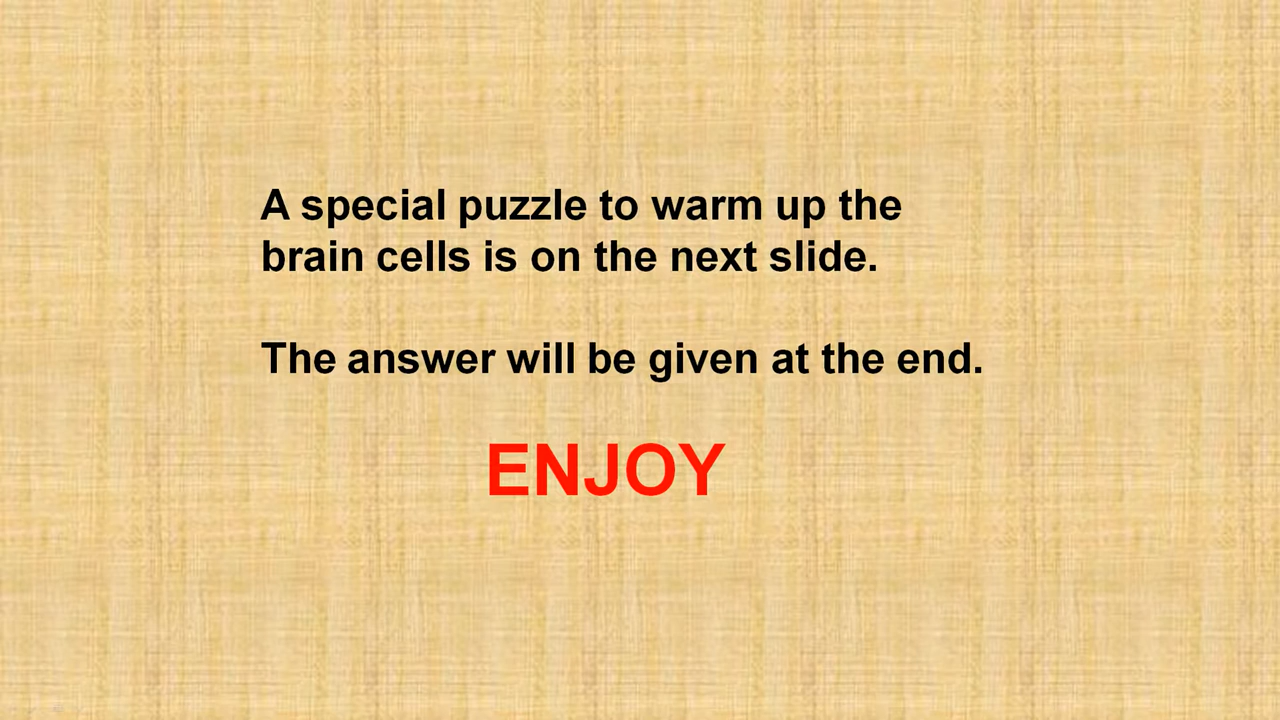 A special puzzle to warm up the
brain cells is on the next slide.
The answer will be given at the end.
ENJOY